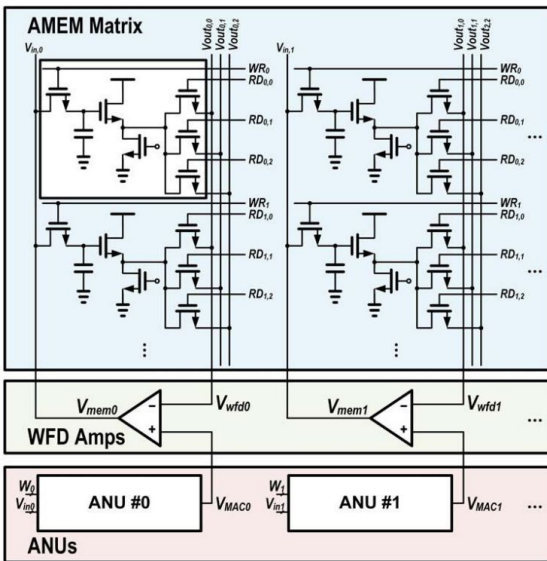 AMEM Matrix
Vout0,0
Vout0,1
Vout0,2
Vout1,0
Vout1,1
Vout2,2
Vin,0
Vin,1
WR0
WR0
RD0,0
RD0,0
RD0,1
RD0,1
...
RD0,2
RD0,2
WR1
WR1
RD1,0
RD1,0
RD1,1
RD1,1
...
RD1,2
RD1,2
...
...
Vmem0
-
+
Vwfd0
Vmem1
-
+
Vwfd1
WFD Amps
...
W0
Vin0
ANU #0
VMAC0
W1
Vin1
ANU #1
VMAC1
...
ANUs